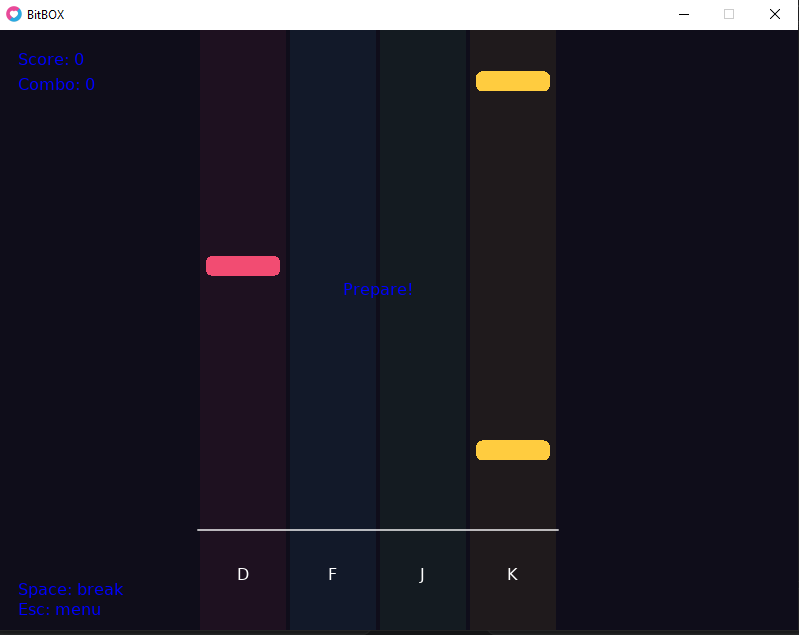 BitBOX
Score: 0
Combo: 0
Prepare!
D F J K
Space: break
Esc: menu